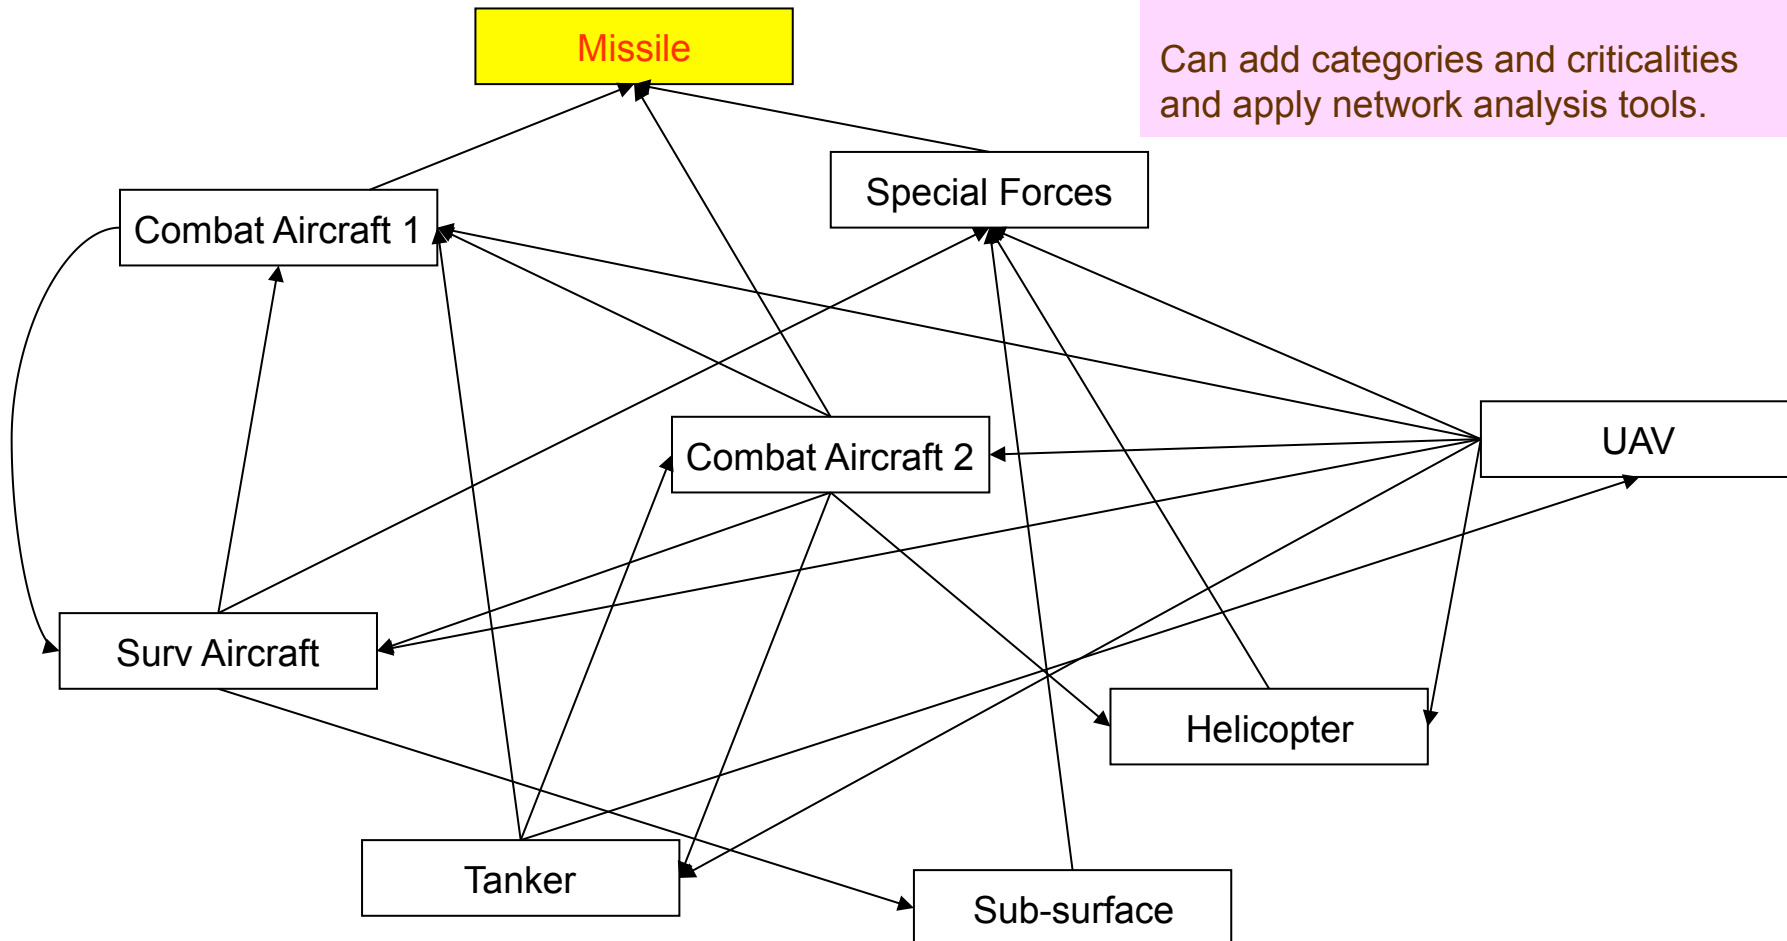 Missile
Can add categories and criticalities
and apply network analysis tools.
Special Forces
Combat Aircraft 1
UAV
Combat Aircraft 2
Surv Aircraft
Helicopter
Tanker
Sub-surface